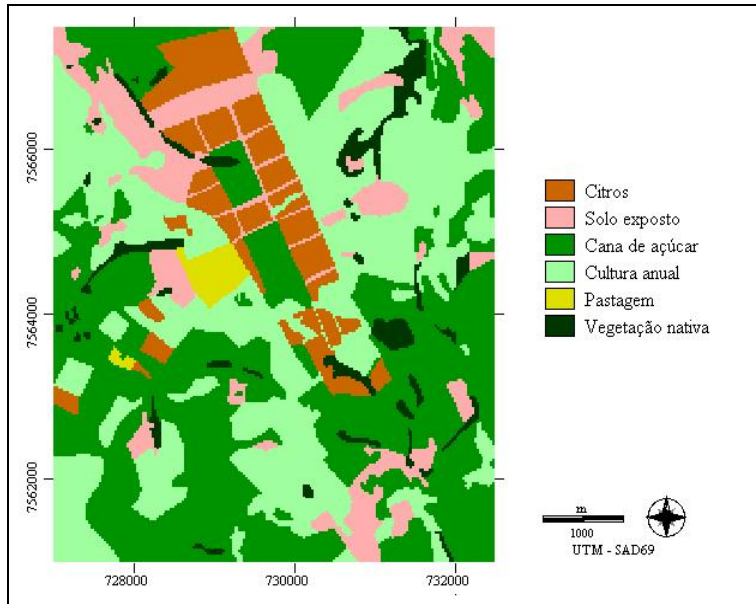 7566000
7564000
7562000
728000
730000
732000
Citros
Solo exposto
Cana de açúcar
Cultura anual
Pastagem
Vegetação nativa
m
1000
UTM - SAD69